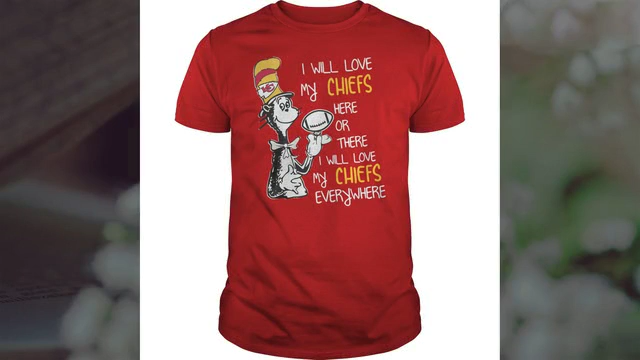 I WILL LOVE
My CHIEFS
HERE
OR
THERE
I WILL LOVE
My CHIEFS
EVERyWHERE